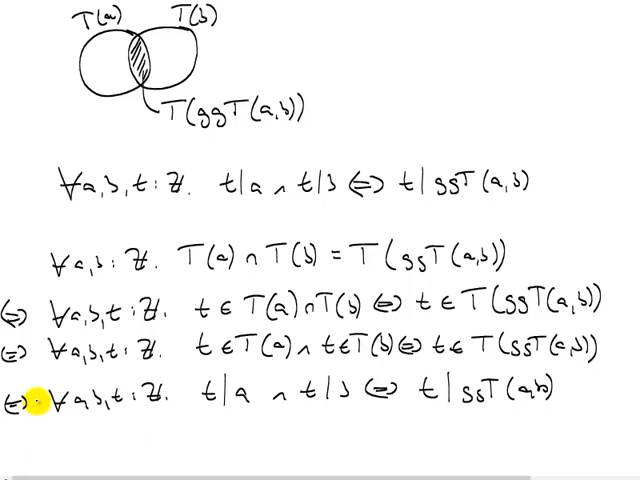 T(a) T(b)
T(ggT(a,b))
∀a,b,t:ℤ. t|a ∧ t|b ⇔ t|ggT(a,b)
∀a,b:ℤ. T(a) ∩ T(b) = T(ggT(a,b))
⇔ ∀a,b,t:ℤ. t ∈ T(a) ∩ T(b) ⇔ t ∈ T(ggT(a,b))
⇔ ∀a,b,t:ℤ. t ∈ T(a) ∧ t ∈ T(b) ⇔ t ∈ T(ggT(a,b))
⇔ ∀a,b,t:ℤ. t|a ∧ t|b ⇔ t|ggT(a,b)